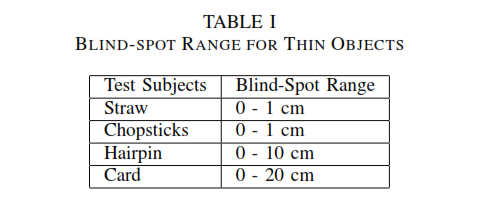 TABLE I
BLIND-SPOT RANGE FOR THIN OBJECTS
Test Subjects Blind-Spot Range
Straw 0 - 1 cm
Chopsticks 0 - 1 cm
Hairpin 0 - 10 cm
Card 0 - 20 cm